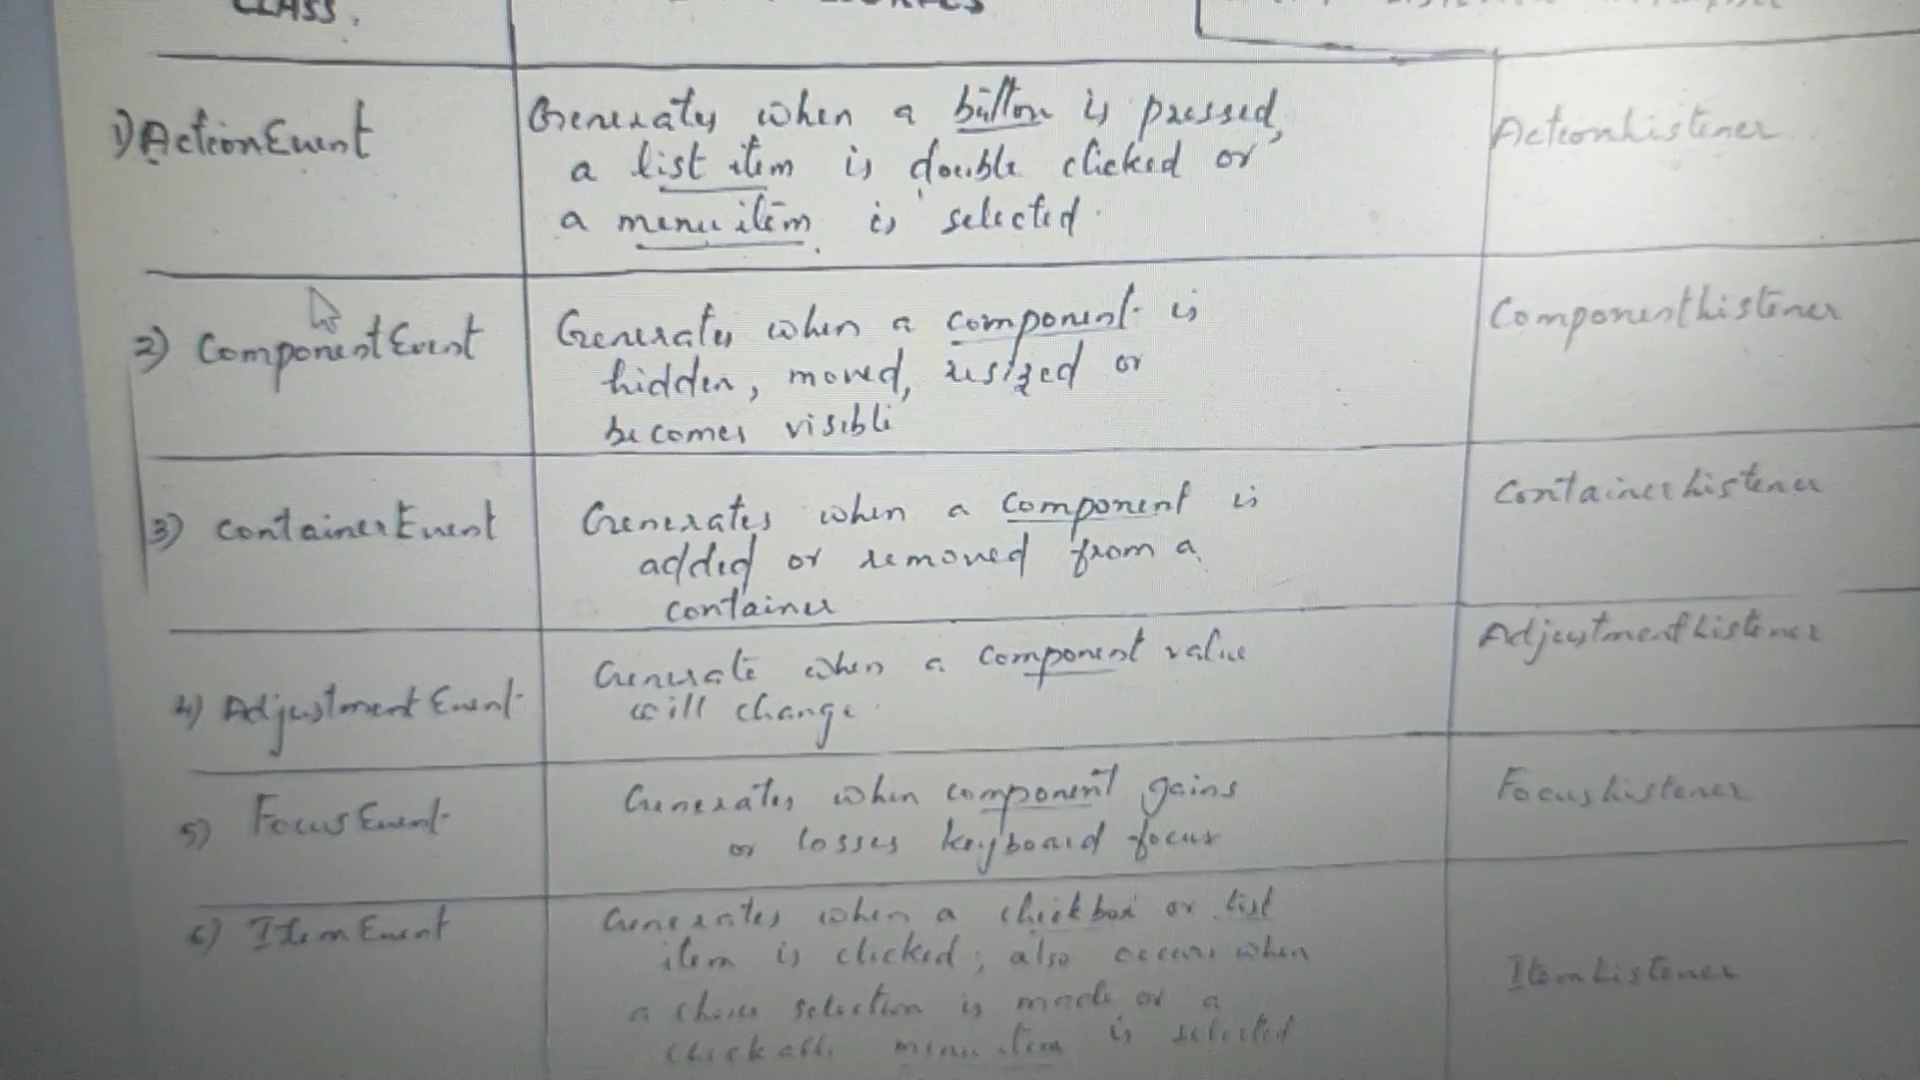 CLASS.
1) ActionEvent
Generates when a button is pressed,
a list item is double clicked or
a menu item is selected.
ActionListener
2) ComponentEvent
Generates when a component is
hidden, moved, resized or
becomes visible
ComponentListener
3) containerEvent
Generates when a component is
added or removed from a
container
ContainerListener
4) Adjustment Event
Generate when a component value
will change.
AdjustmentListener
5) FocusEvent
Generates when component gains
or losses keyboard focus
FocusListener
6) ItemEvent
Generates when a checkbox or list
item is clicked; also occurs when
a choice selection is made or a
menu item is selected
ItemListener